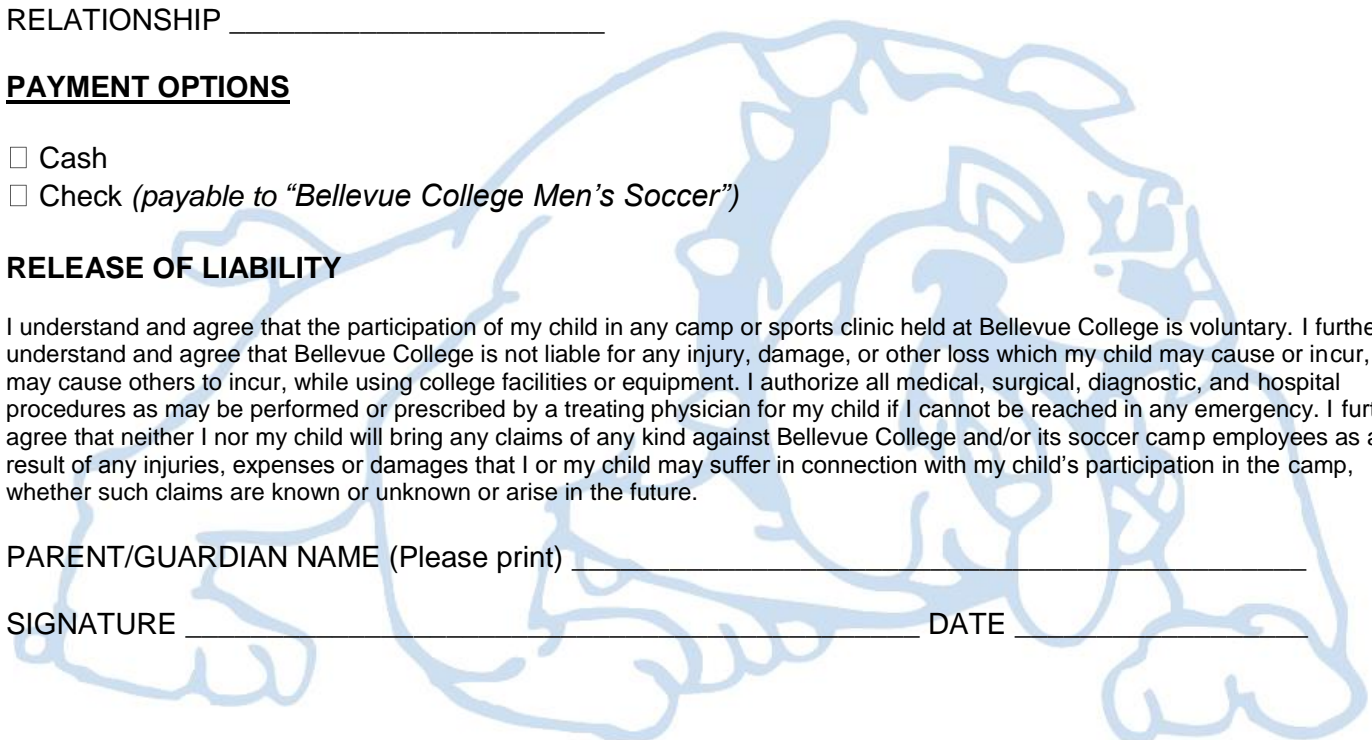 RELATIONSHIP _______________________
PAYMENT OPTIONS
☐ Cash
☐ Check (payable to “Bellevue College Men’s Soccer”)
RELEASE OF LIABILITY
I understand and agree that the participation of my child in any camp or sports clinic held at Bellevue College is voluntary. I
understand and agree that Bellevue College is not liable for any injury, damage, or other loss which my child may cause or incur,
may cause others to incur, while using college facilities or equipment. I authorize all medical, surgical, diagnostic, and hospital
procedures as may be performed or prescribed by a treating physician for my child if I cannot be reached in any emergency. I
agree that neither I nor my child will bring any claims of any kind against Bellevue College and/or its soccer camp employees as a
result of any injuries, expenses or damages that I or my child may suffer in connection with my child’s participation in the camp,
whether such claims are known or unknown or arise in the future.
PARENT/GUARDIAN NAME (Please print) _____________________________________________
SIGNATURE _____________________________________________ DATE __________________